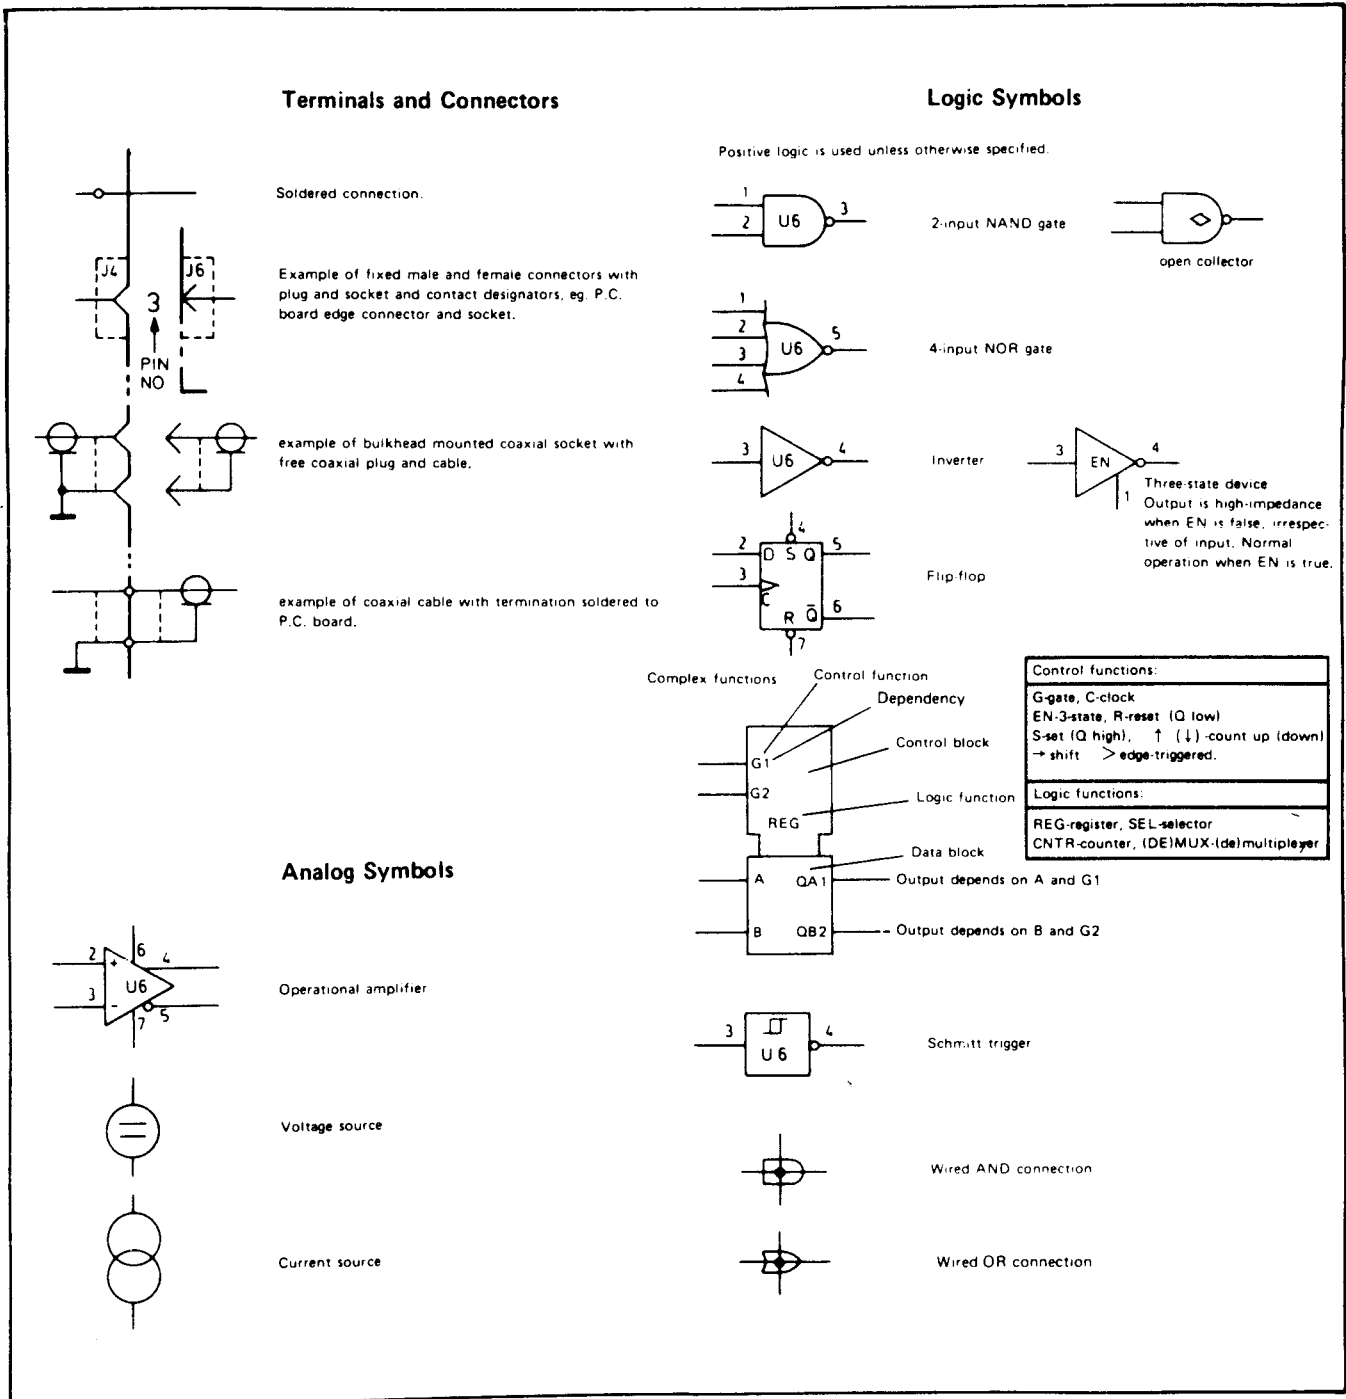 Terminals and Connectors
Soldered connection.
J4
J6
3
PIN
NO
Example of fixed male and female connectors with
plug and socket and contact designators, eg. P.C.
board edge connector and socket.
example of bulkhead mounted coaxial socket with
free coaxial plug and cable.
example of coaxial cable with termination soldered to
P.C. board.
Analog Symbols
2
3
+
-
U6
6
4
7
5
Operational amplifier
Voltage source
Current source
Logic Symbols
Positive logic is used unless otherwise specified.
1
2
U6
3
2-input NAND gate
open collector
1
2
3
4
U6
5
4-input NOR gate
3
U6
4
Inverter
3
EN
4
1
Three-state device
Output is high-impedance
when EN is false, irrespec-
tive of input. Normal
operation when EN is true.
4
2
D S Q
5
3
C
R Q̅
6
7
Flip-flop
Complex functions
Control function
Dependency
G1
Control block
G2
Logic function
REG
Data block
A
QA1
Output depends on A and G1
B
QB2
Output depends on B and G2
Control functions:
G-gate, C-clock
EN-3-state, R-reset (Q low)
S-set (Q high), ↑ (↓) -count up (down)
→ shift > edge-triggered.
Logic functions:
REG-register, SEL-selector
CNTR-counter, (DE)MUX-(de)multiplexer
3
U6
4
Schmitt trigger
Wired AND connection
Wired OR connection